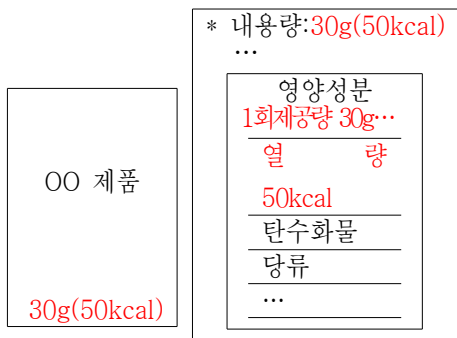 OO 제품
30g(50kcal)
* 내용량:30g(50kcal)
…
영양성분
1회제공량 30g…
열 량
50kcal
탄수화물
당류
…